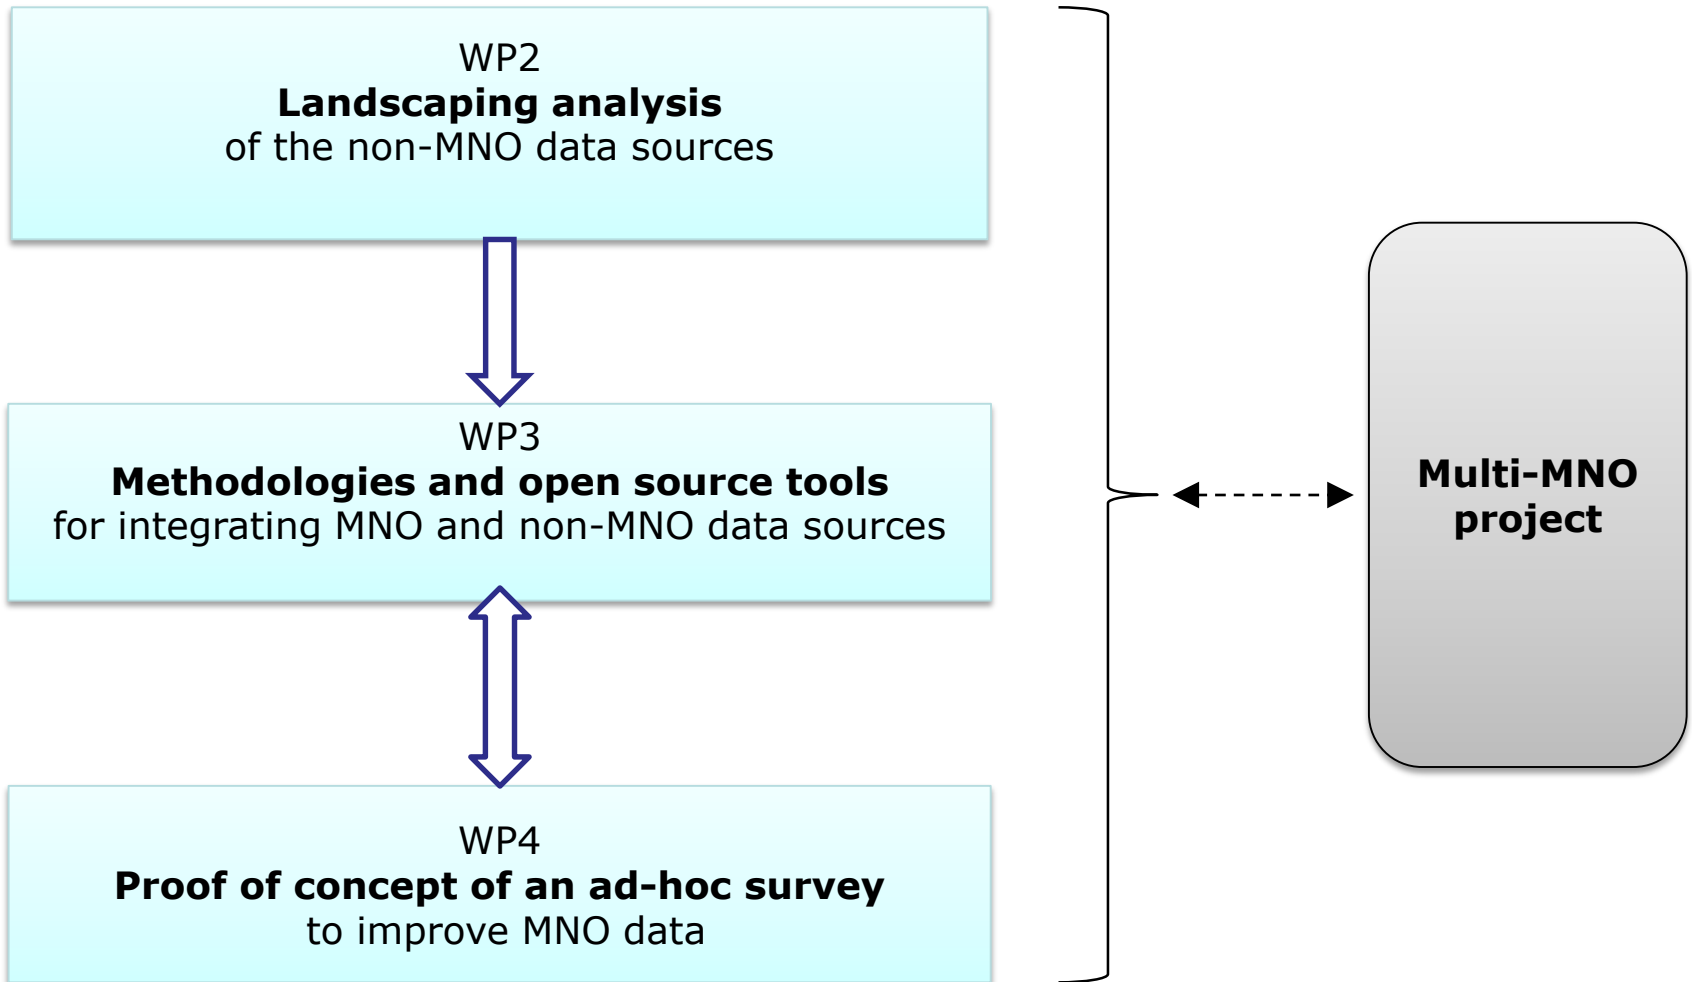 WP2
Landscaping analysis
of the non-MNO data sources
WP3
Methodologies and open source tools
for integrating MNO and non-MNO data sources
WP4
Proof of concept of an ad-hoc survey
to improve MNO data
Multi-MNO
project